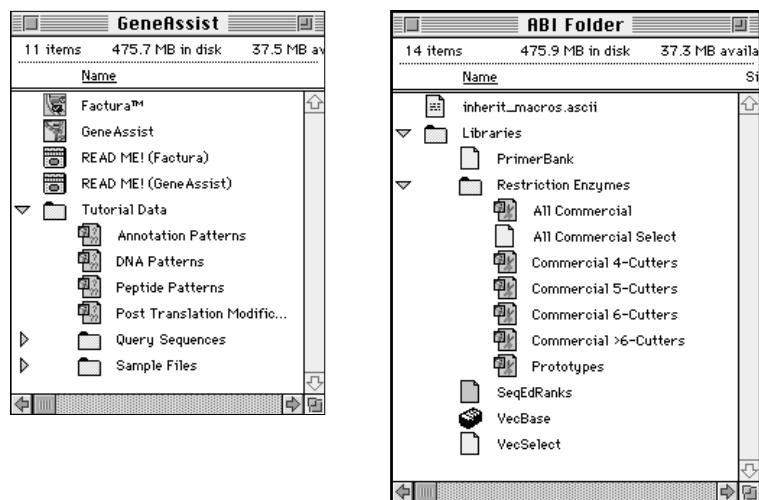 GeneAssist
11 items 475.7 MB in disk 37.5 MB av
Name
Factura™
GeneAssist
READ ME! (Factura)
READ ME! (GeneAssist)
Tutorial Data
Annotation Patterns
DNA Patterns
Peptide Patterns
Post Translation Modific...
Query Sequences
Sample Files
ABI Folder
14 items 475.9 MB in disk 37.3 MB availa
Name Si
inherit_macros.ascii
Libraries
PrimerBank
Restriction Enzymes
All Commercial
All Commercial Select
Commercial 4-Cutters
Commercial 5-Cutters
Commercial 6-Cutters
Commercial >6-Cutters
Prototypes
SeqEdRanks
VecBase
VecSelect